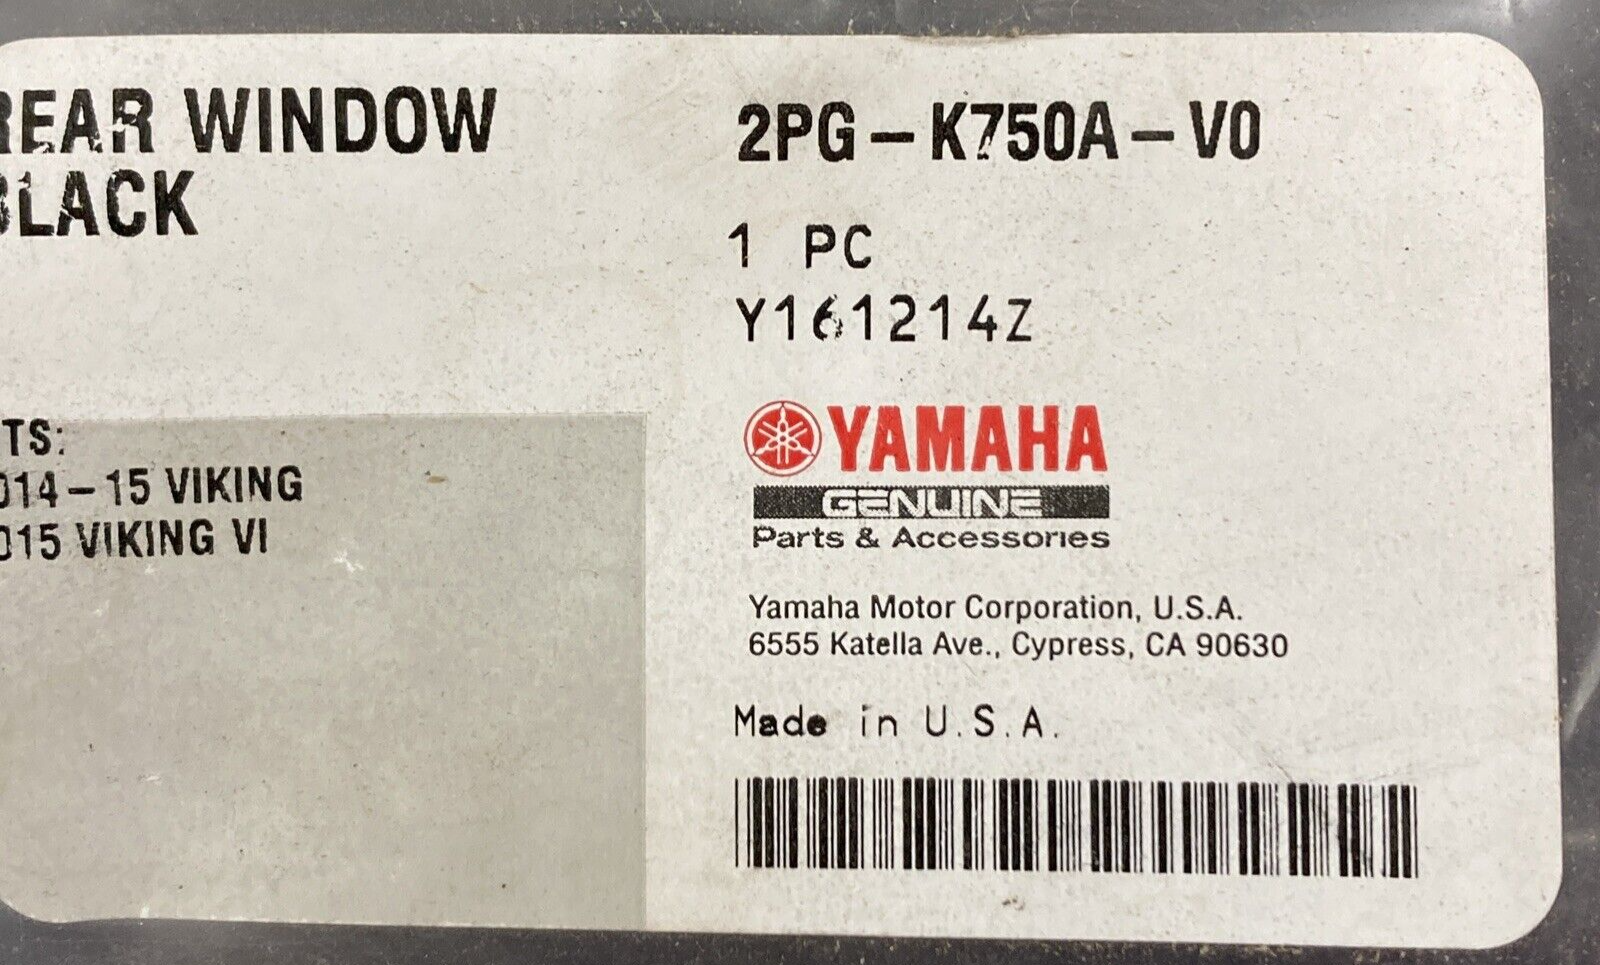 REAR WINDOW
BLACK
2PG-K750A-V0
1 PC
Y161214Z
TS:
014-15 VIKING
015 VIKING VI
YAMAHA
GENUINE
Parts & Accessories
Yamaha Motor Corporation, U.S.A.
6555 Katella Ave., Cypress, CA 90630
Made in U.S.A.